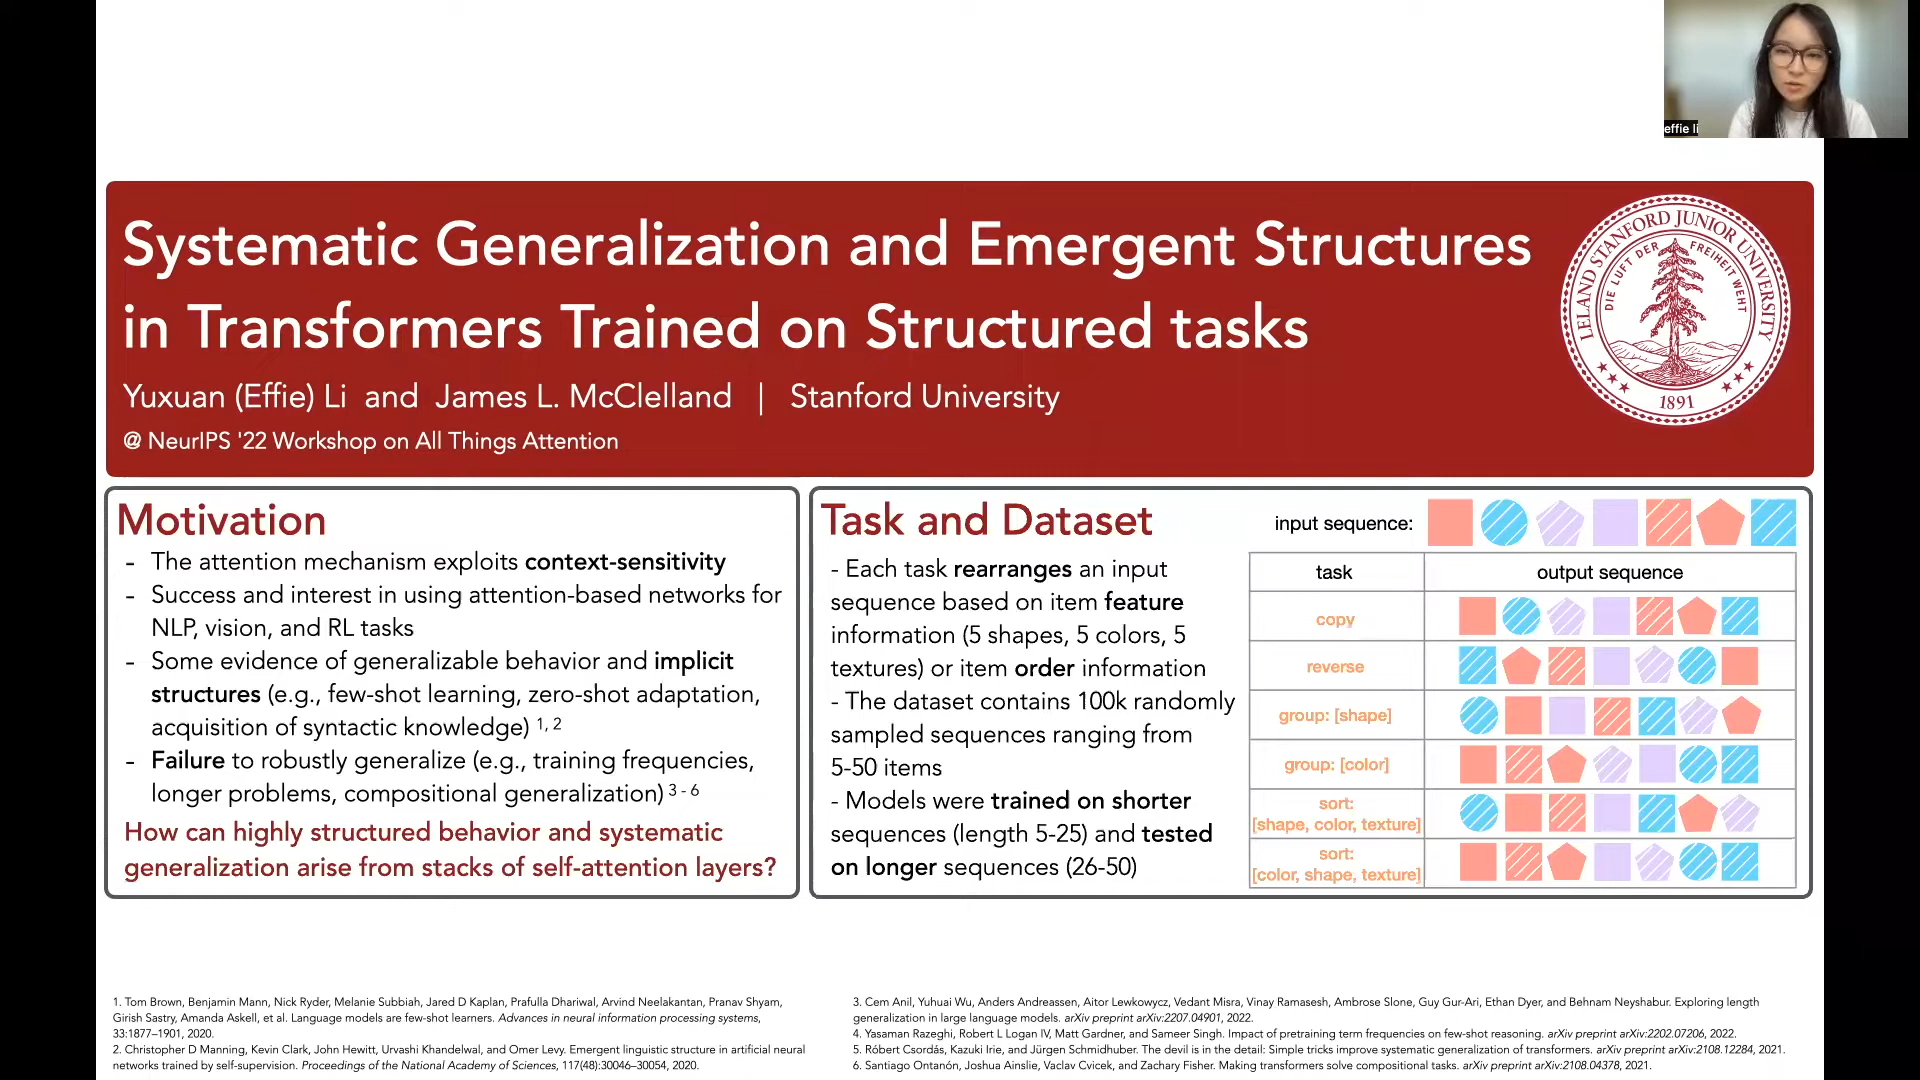 effie li
Systematic Generalization and Emergent Structures
in Transformers Trained on Structured tasks
Yuxuan (Effie) Li and James L. McClelland | Stanford University
@ NeurIPS '22 Workshop on All Things Attention
LELAND STANFORD JUNIOR UNIVERSITY
DIE LUFT DER FREIHEIT WEHT
1891
Motivation
- The attention mechanism exploits context-sensitivity
- Success and interest in using attention-based networks for
NLP, vision, and RL tasks
- Some evidence of generalizable behavior and implicit
structures (e.g., few-shot learning, zero-shot adaptation,
acquisition of syntactic knowledge) 1, 2
- Failure to robustly generalize (e.g., training frequencies,
longer problems, compositional generalization) 3 - 6
How can highly structured behavior and systematic
generalization arise from stacks of self-attention layers?
Task and Dataset
- Each task rearranges an input
sequence based on item feature
information (5 shapes, 5 colors, 5
textures) or item order information
- The dataset contains 100k randomly
sampled sequences ranging from
5-50 items
- Models were trained on shorter
sequences (length 5-25) and tested
on longer sequences (26-50)
input sequence:
task output sequence
copy
reverse
group: [shape]
group: [color]
sort:
[shape, color, texture]
sort:
[color, shape, texture]
1. Tom Brown, Benjamin Mann, Nick Ryder, Melanie Subbiah, Jared D Kaplan, Prafulla Dhariwal, Arvind Neelakantan, Pranav Shyam,
Girish Sastry, Amanda Askell, et al. Language models are few-shot learners. Advances in neural information processing systems,
33:1877–1901, 2020.
2. Christopher D Manning, Kevin Clark, John Hewitt, Urvashi Khandelwal, and Omer Levy. Emergent linguistic structure in artificial neural
networks trained by self-supervision. Proceedings of the National Academy of Sciences, 117(48):30046–30054, 2020.
3. Cem Anil, Yuhuai Wu, Anders Andreassen, Aitor Lewkowycz, Vedant Misra, Vinay Ramasesh, Ambrose Slone, Guy Gur-Ari, Ethan Dyer, and Behnam Neyshabur. Exploring length
generalization in large language models. arXiv preprint arXiv:2207.04901, 2022.
4. Yasaman Razeghi, Robert L Logan IV, Matt Gardner, and Sameer Singh. Impact of pretraining term frequencies on few-shot reasoning. arXiv preprint arXiv:2202.07206, 2022.
5. Róbert Csordás, Kazuki Irie, and Jürgen Schmidhuber. The devil is in the detail: Simple tricks improve systematic generalization of transformers. arXiv preprint arXiv:2108.12284, 2021.
6. Santiago Ontanón, Joshua Ainslie, Vaclav Cvicek, and Zachary Fisher. Making transformers solve compositional tasks. arXiv preprint arXiv:2108.04378, 2021.